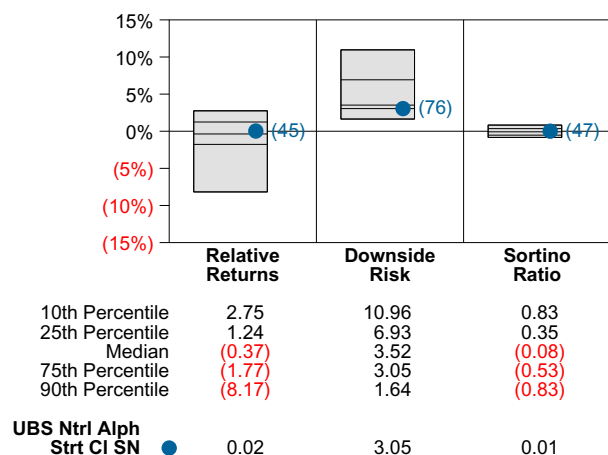 15%
10%
5%
0%
(5%)
(10%)
(15%)
(45)
(76)
(47)
Relative Returns
Downside Risk
Sortino Ratio
10th Percentile 2.75 10.96 0.83
25th Percentile 1.24 6.93 0.35
Median (0.37) 3.52 (0.08)
75th Percentile (1.77) 3.05 (0.53)
90th Percentile (8.17) 1.64 (0.83)
UBS Ntrl Alph
Strt Cl SN 0.02 3.05 0.01